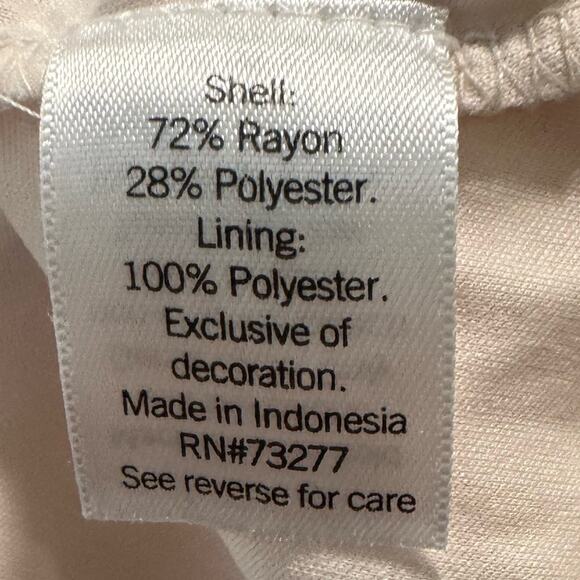 Shell:
72% Rayon
28% Polyester.
Lining:
100% Polyester.
Exclusive of
decoration.
Made in Indonesia
RN#73277
See reverse for care